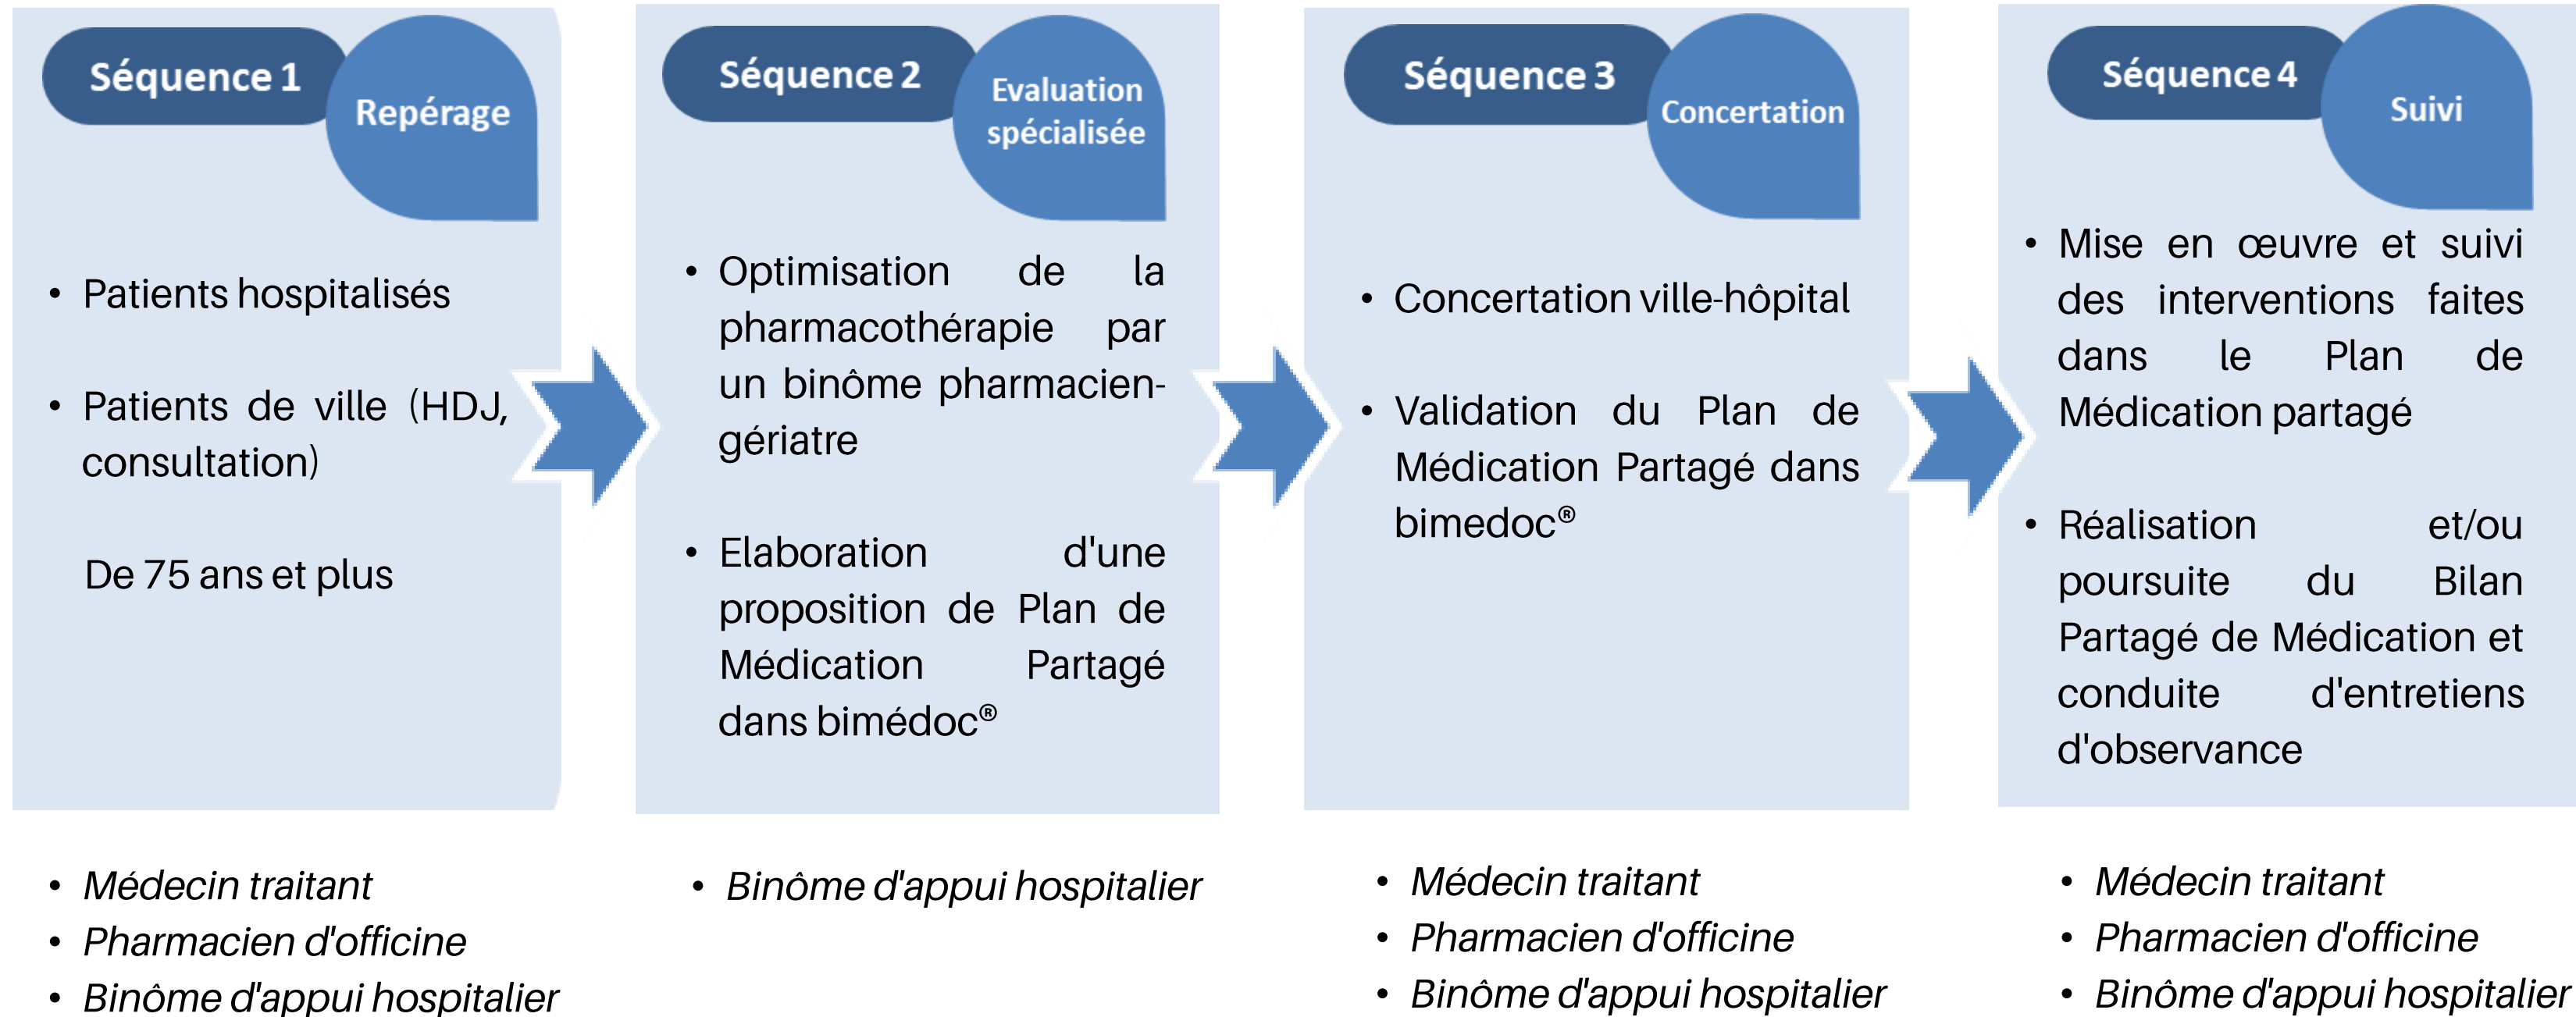 Séquence 1
Repérage
• Patients hospitalisés
• Patients de ville (HDJ,
consultation)
De 75 ans et plus
• Médecin traitant
• Pharmacien d'officine
• Binôme d'appui hospitalier
Séquence 2
Evaluation
spécialisée
• Optimisation de la
pharmacothérapie par
un binôme pharmacien-
gériatre
• Elaboration d'une
proposition de Plan de
Médication Partagé
dans bimédoc®
• Binôme d'appui hospitalier
Séquence 3
Concertation
• Concertation ville-hôpital
• Validation du Plan de
Médication Partagé dans
bimedoc®
• Médecin traitant
• Pharmacien d'officine
• Binôme d'appui hospitalier
Séquence 4
Suivi
• Mise en œuvre et suivi
des interventions faites
dans le Plan de
Médication partagé
• Réalisation et/ou
poursuite du Bilan
Partagé de Médication et
conduite d'entretiens
d'observance
• Médecin traitant
• Pharmacien d'officine
• Binôme d'appui hospitalier